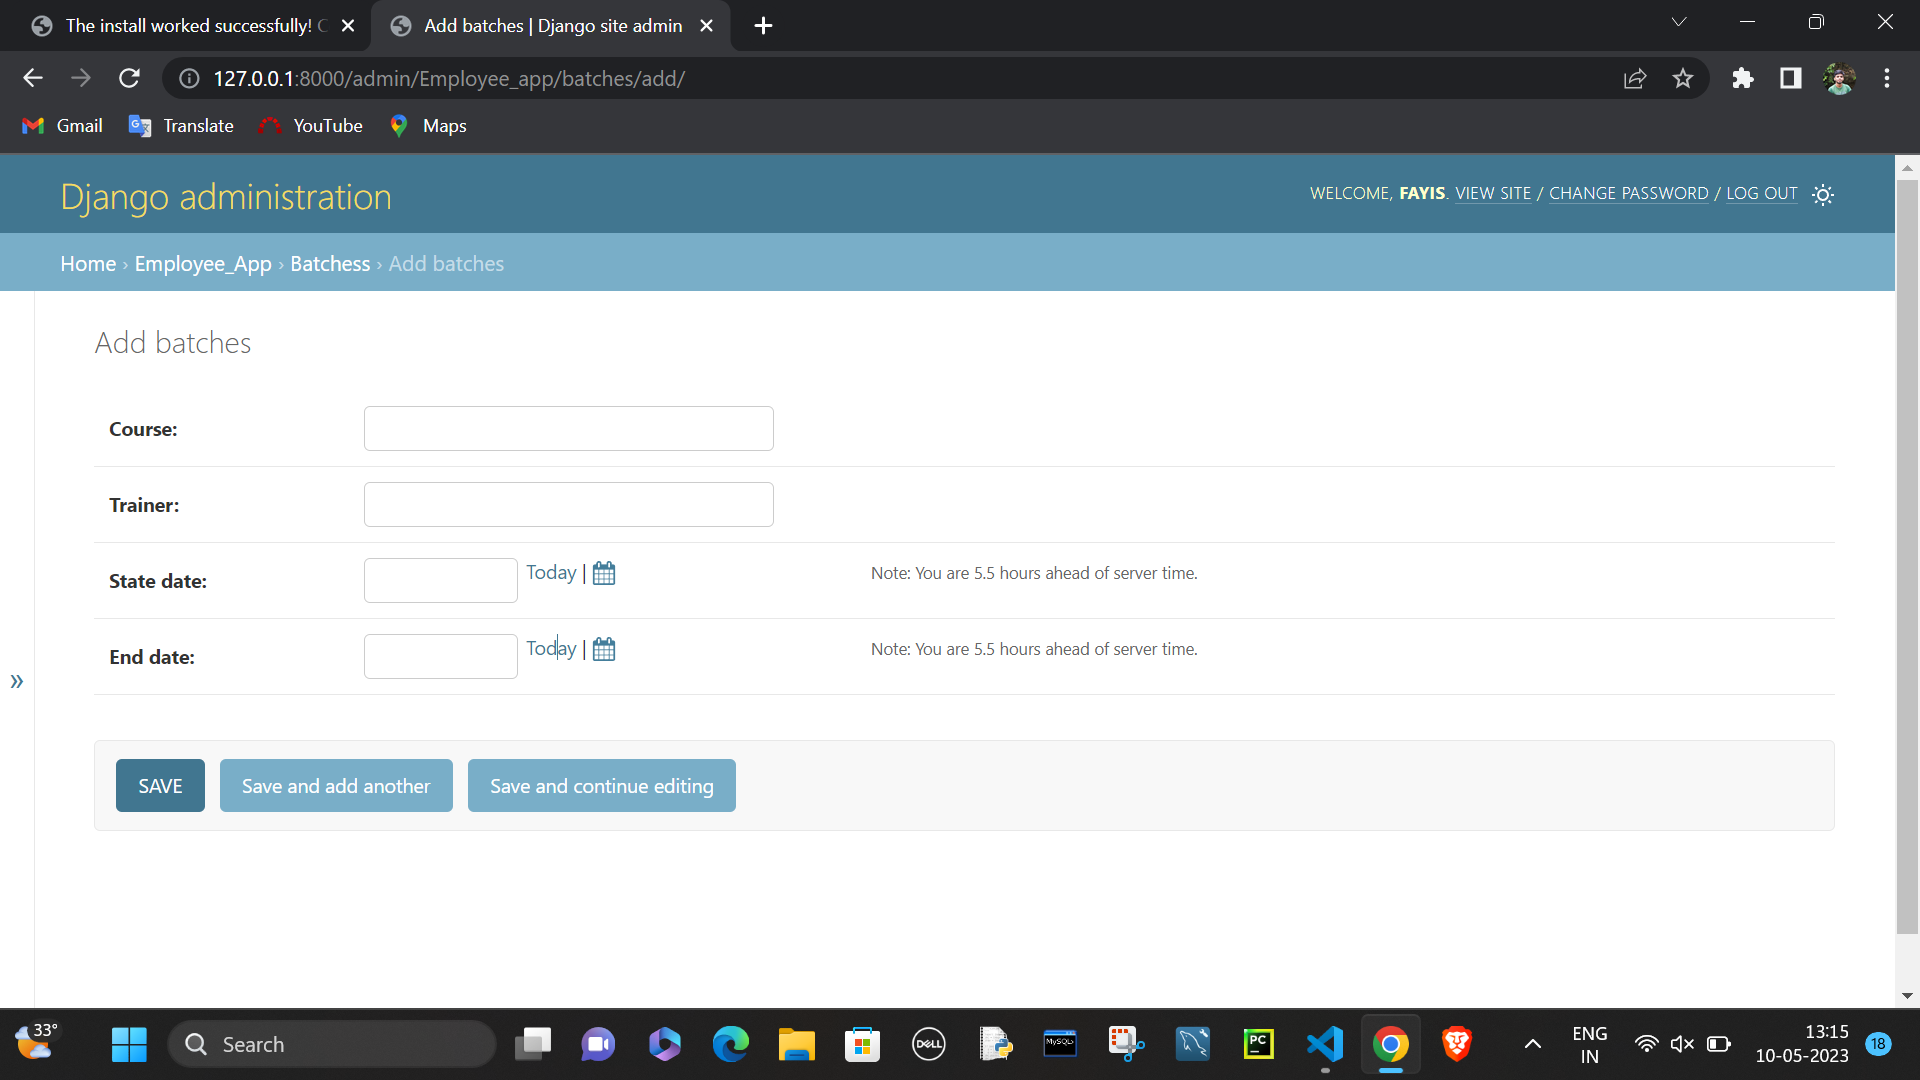 The install worked successfully! C
Add batches | Django site admin
127.0.0.1:8000/admin/Employee_app/batches/add/
Gmail
Translate
YouTube
Maps
Django administration
WELCOME, FAYIS. VIEW SITE / CHANGE PASSWORD / LOG OUT
Home › Employee_App › Batchess › Add batches
Add batches
Course:
Trainer:
State date:
Today |
Note: You are 5.5 hours ahead of server time.
End date:
Today |
Note: You are 5.5 hours ahead of server time.
»
SAVE
Save and add another
Save and continue editing
33°
Search
DELL
MySQL
PC
ENG
IN
13:15
10-05-2023
18